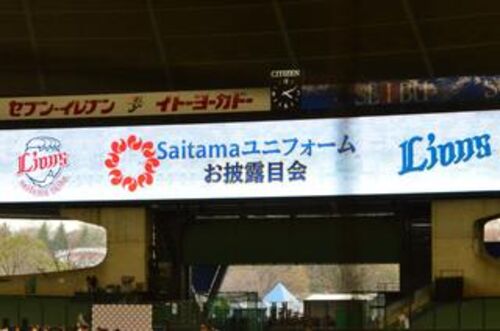 CITIZEN
セブン-イレブン イトーヨーカドー
SEIBU
Lions
Saitamaユニフォーム
お披露目会
Lions